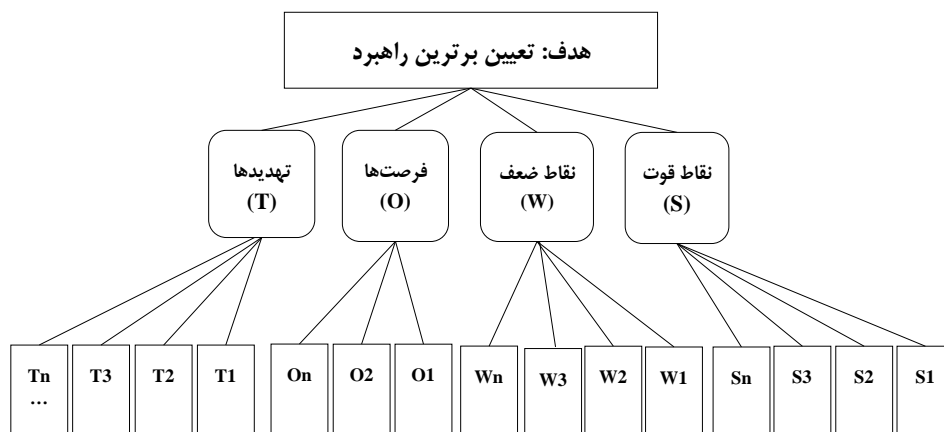 هدف: تعیین برترین راهبرد
نقاط قوت
(S)
نقاط ضعف
(W)
فرصت‌ها
(O)
تهدیدها
(T)
S1
S2
S3
Sn
W1
W2
W3
Wn
O1
O2
On
T1
T2
T3
Tn
...